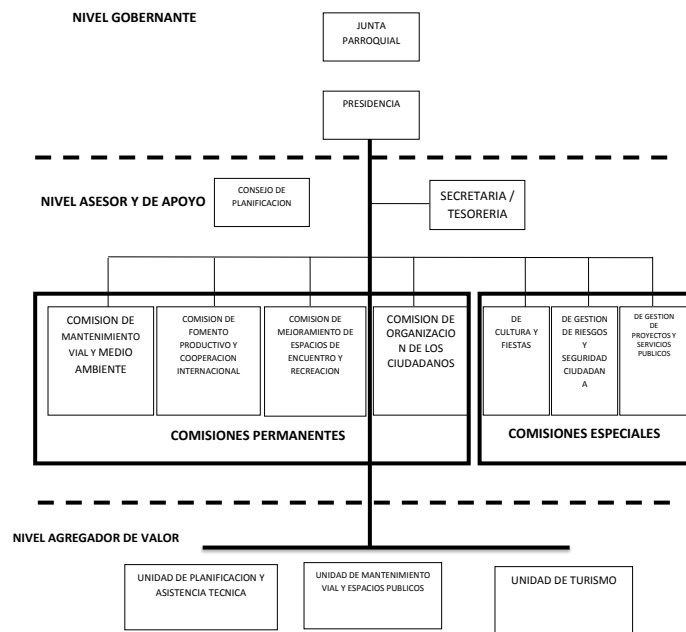 NIVEL GOBERNANTE
JUNTA
PARROQUIAL
PRESIDENCIA
NIVEL ASESOR Y DE APOYO
CONSEJO DE
PLANIFICACION
SECRETARIA /
TESORERIA
COMISION DE
MANTENIMIENTO
VIAL Y MEDIO
AMBIENTE
COMISION DE
FOMENTO
PRODUCTIVO Y
COOPERACION
INTERNACIONAL
COMISION DE
MEJORAMIENTO DE
ESPACIOS DE
ENCUENTRO Y
RECREACION
COMISION DE
ORGANIZACIO
N DE LOS
CIUDADANOS
DE
CULTURA Y
FIESTAS
DE GESTION
DE RIESGOS
Y
SEGURIDAD
CIUDADAN
A
DE GESTION
DE
PROYECTOS Y
SERVICIOS
PUBLICOS
COMISIONES PERMANENTES
COMISIONES ESPECIALES
NIVEL AGREGADOR DE VALOR
UNIDAD DE PLANIFICACION Y
ASISTENCIA TECNICA
UNIDAD DE MANTENIMIENTO
VIAL Y ESPACIOS PUBLICOS
UNIDAD DE TURISMO